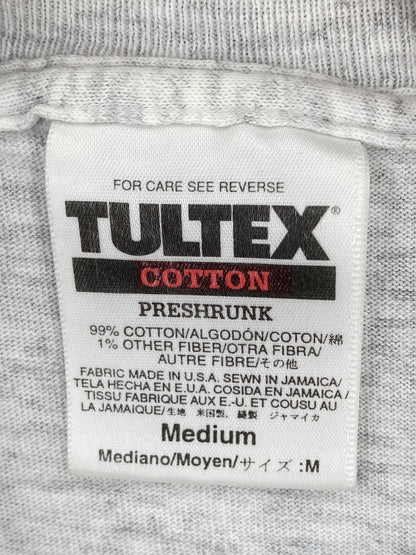 FOR CARE SEE REVERSE
TULTEX®
COTTON
PRESHRUNK
99% COTTON/ALGODÓN/COTON/綿
1% OTHER FIBER/OTRA FIBRA/
AUTRE FIBRE/その他
FABRIC MADE IN U.S.A. SEWN IN JAMAICA/
TELA HECHA EN E.U.A. COSIDA EN JAMAICA/
TISSU FABRIQUE AUX E.-U. ET COUSU AU
LA JAMAIQUE/生地 米国製, 縫製 ジャマイカ
Medium
Mediano/Moyen/サイズ :M